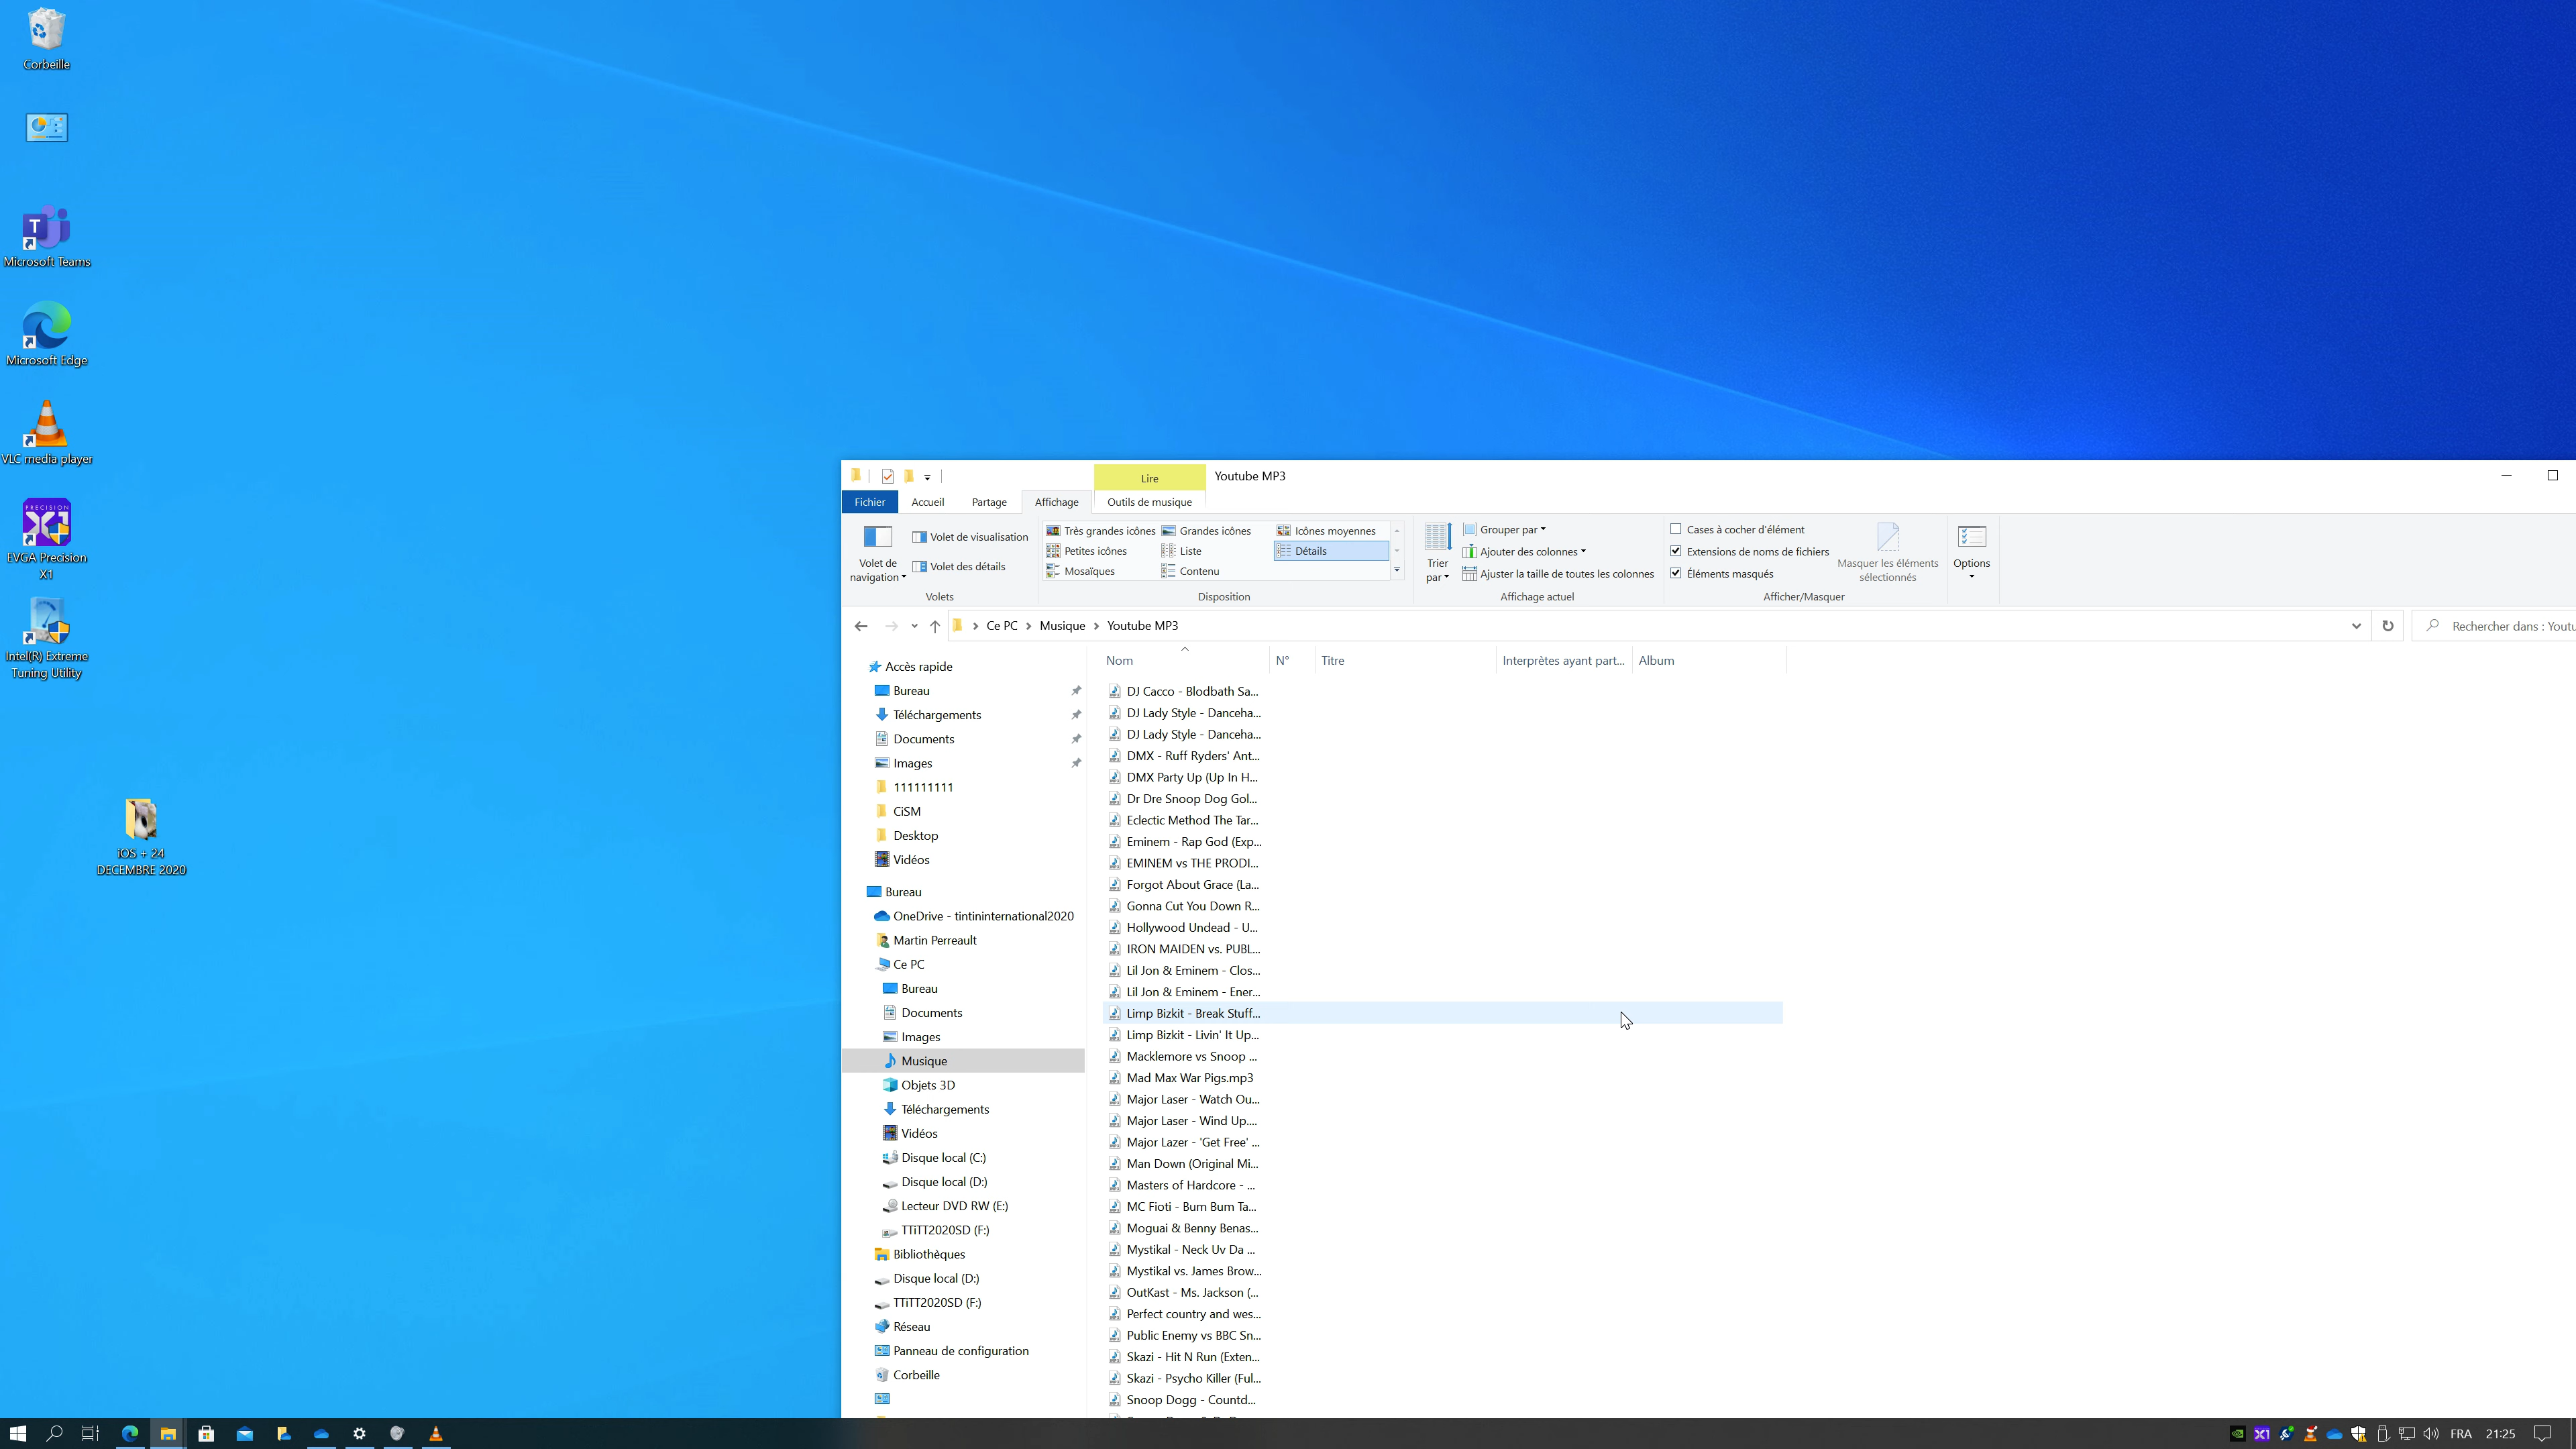 Corbeille
Microsoft Teams
Microsoft Edge
VLC media player
EVGA Precision
X1
Intel(R) Extreme
Tuning Utility
iOS + 24
DECEMBRE 2020
Lire
Youtube MP3
Fichier
Accueil
Partage
Affichage
Outils de musique
Volet de
navigation
Volet de visualisation
Volet des détails
Volets
Très grandes icônes
Grandes icônes
Icônes moyennes
Petites icônes
Liste
Détails
Mosaïques
Contenu
Disposition
Trier
par
Grouper par
Ajouter des colonnes
Ajuster la taille de toutes les colonnes
Affichage actuel
Cases à cocher d'élément
Extensions de noms de fichiers
Éléments masqués
Masquer les éléments
sélectionnés
Afficher/Masquer
Options
Ce PC > Musique > Youtube MP3
Rechercher dans : Youtu
Accès rapide
Bureau
Téléchargements
Documents
Images
111111111
CiSM
Desktop
Vidéos
Bureau
OneDrive - tintininternational2020
Martin Perreault
Ce PC
Bureau
Documents
Images
Musique
Objets 3D
Téléchargements
Vidéos
Disque local (C:)
Disque local (D:)
Lecteur DVD RW (E:)
TTiTT2020SD (F:)
Bibliothèques
Disque local (D:)
TTiTT2020SD (F:)
Réseau
Panneau de configuration
Corbeille
Nom
N°
Titre
Interprètes ayant part...
Album
DJ Cacco - Blodbath Sa...
DJ Lady Style - Danceha...
DJ Lady Style - Danceha...
DMX - Ruff Ryders' Ant...
DMX Party Up (Up In H...
Dr Dre Snoop Dog Gol...
Eclectic Method The Tar...
Eminem - Rap God (Exp...
EMINEM vs THE PRODI...
Forgot About Grace (La...
Gonna Cut You Down R...
Hollywood Undead - U...
IRON MAIDEN vs. PUBL...
Lil Jon & Eminem - Clos...
Lil Jon & Eminem - Ener...
Limp Bizkit - Break Stuff...
Limp Bizkit - Livin' It Up...
Macklemore vs Snoop ...
Mad Max War Pigs.mp3
Major Laser - Watch Ou...
Major Laser - Wind Up....
Major Lazer - 'Get Free' ...
Man Down (Original Mi...
Masters of Hardcore - ...
MC Fioti - Bum Bum Ta...
Moguai & Benny Benas...
Mystikal - Neck Uv Da ...
Mystikal vs. James Brow...
OutKast - Ms. Jackson (...
Perfect country and wes...
Public Enemy vs BBC Sn...
Skazi - Hit N Run (Exten...
Skazi - Psycho Killer (Ful...
Snoop Dogg - Countd...
FRA
21:25